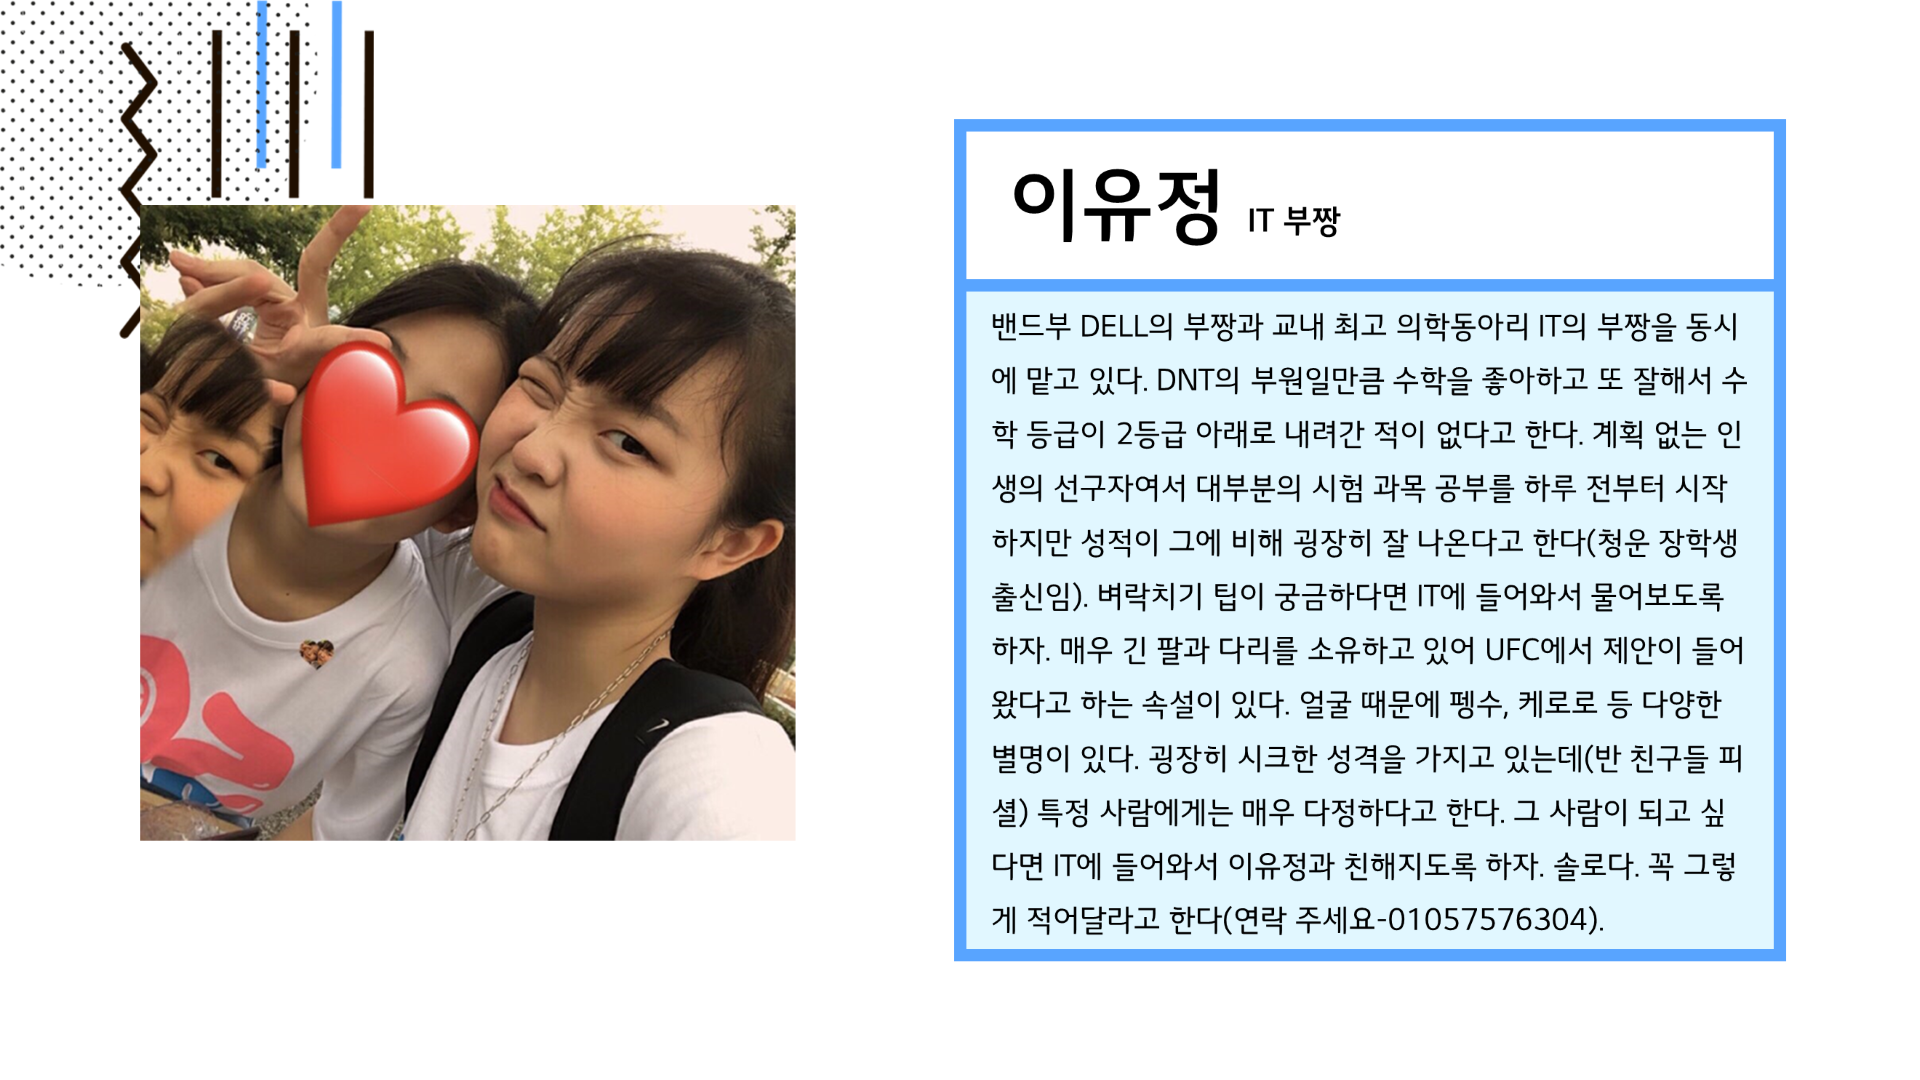 이유정 IT 부짱
밴드부 DELL의 부짱과 교내 최고 의학동아리 IT의 부짱을 동시
에 맡고 있다. DNT의 부원일만큼 수학을 좋아하고 또 잘해서 수
학 등급이 2등급 아래로 내려간 적이 없다고 한다. 계획 없는 인
생의 선구자여서 대부분의 시험 과목 공부를 하루 전부터 시작
하지만 성적이 그에 비해 굉장히 잘 나온다고 한다(청운 장학생
출신임). 벼락치기 팁이 궁금하다면 IT에 들어와서 물어보도록
하자. 매우 긴 팔과 다리를 소유하고 있어 UFC에서 제안이 들어
왔다고 하는 속설이 있다. 얼굴 때문에 펭수, 케로로 등 다양한
별명이 있다. 굉장히 시크한 성격을 가지고 있는데(반 친구들 피
셜) 특정 사람에게는 매우 다정하다고 한다. 그 사람이 되고 싶
다면 IT에 들어와서 이유정과 친해지도록 하자. 솔로다. 꼭 그렇
게 적어달라고 한다(연락 주세요-01057576304).